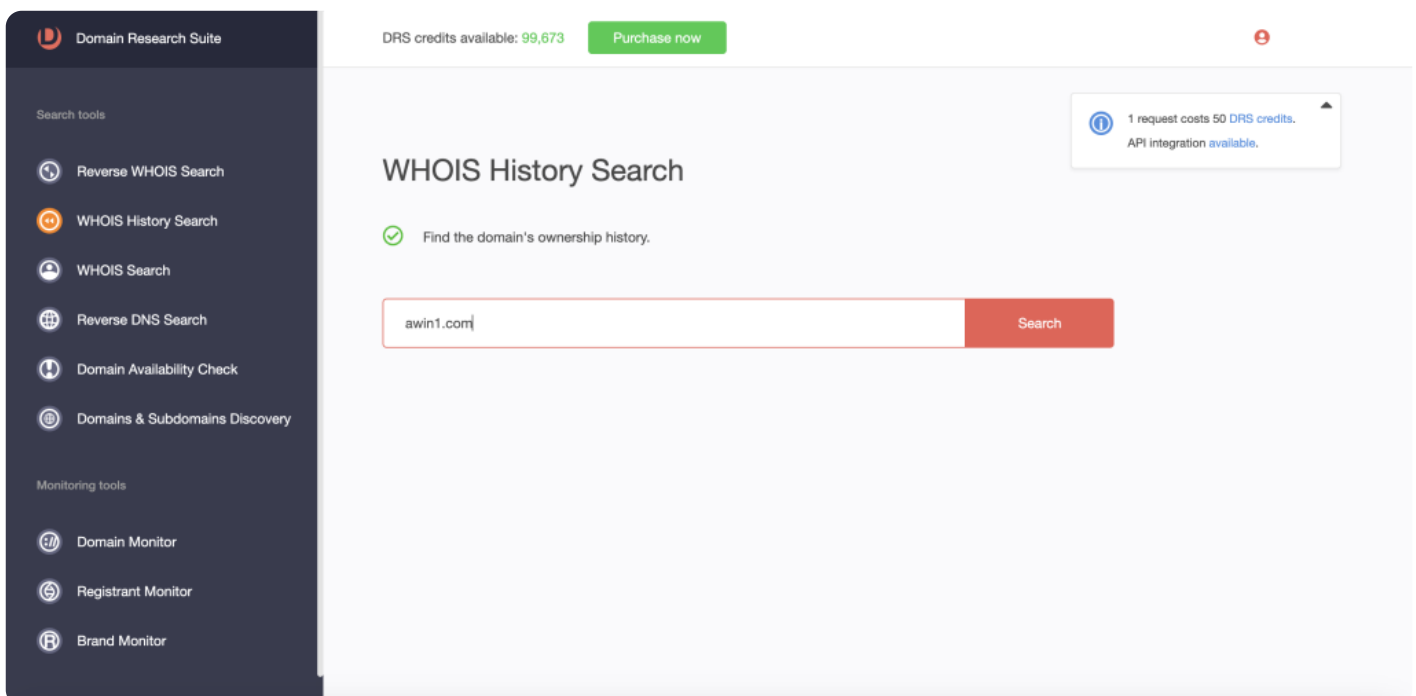 Domain Research Suite
DRS credits available: 99,673
Purchase now
Search tools
Reverse WHOIS Search
WHOIS History Search
WHOIS Search
Reverse DNS Search
Domain Availability Check
Domains & Subdomains Discovery
Monitoring tools
Domain Monitor
Registrant Monitor
Brand Monitor
1 request costs 50 DRS credits.
API integration available.
WHOIS History Search
Find the domain's ownership history.
awin1.com
Search